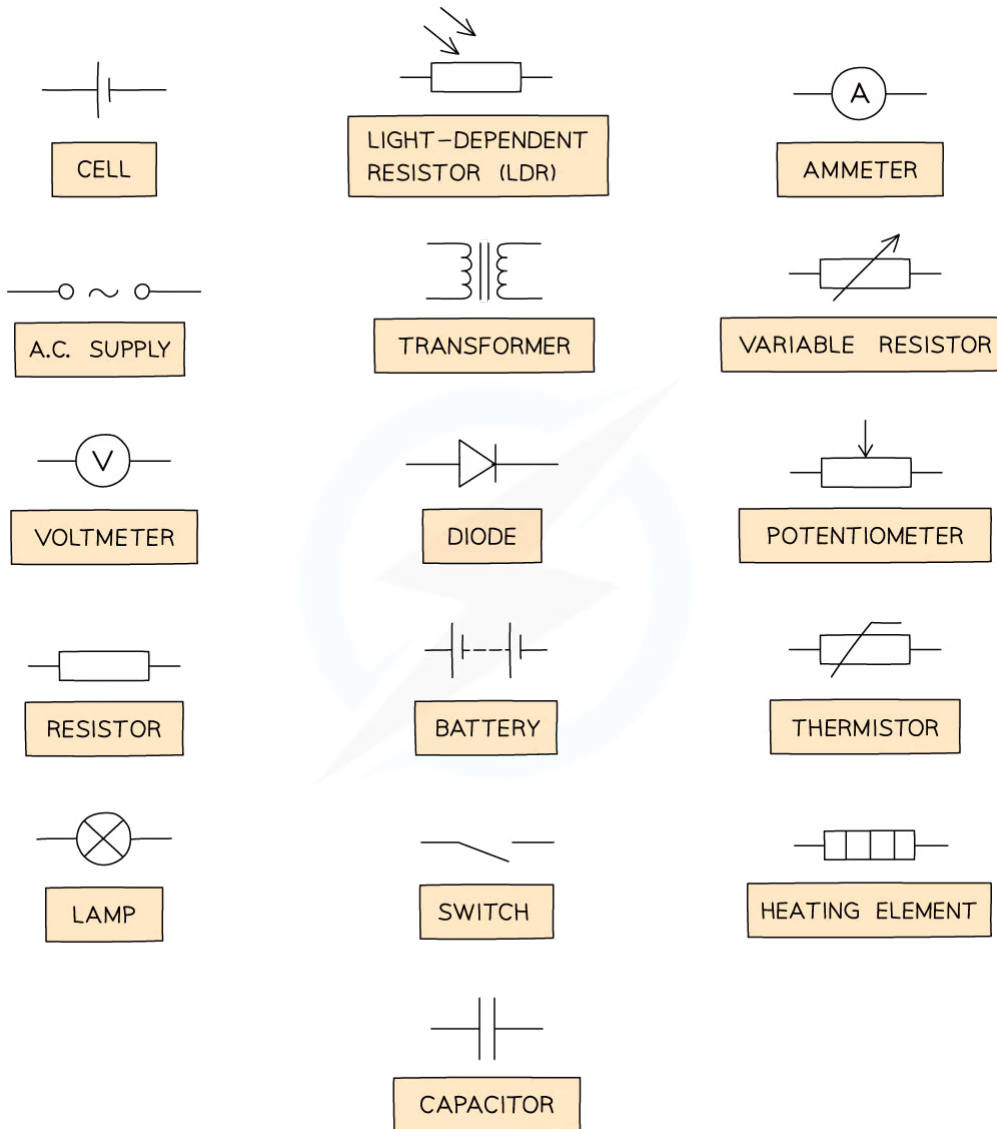 CELL
LIGHT-DEPENDENT
RESISTOR (LDR)
A
AMMETER
A.C. SUPPLY
TRANSFORMER
VARIABLE RESISTOR
V
VOLTMETER
DIODE
POTENTIOMETER
RESISTOR
BATTERY
THERMISTOR
LAMP
SWITCH
HEATING ELEMENT
CAPACITOR